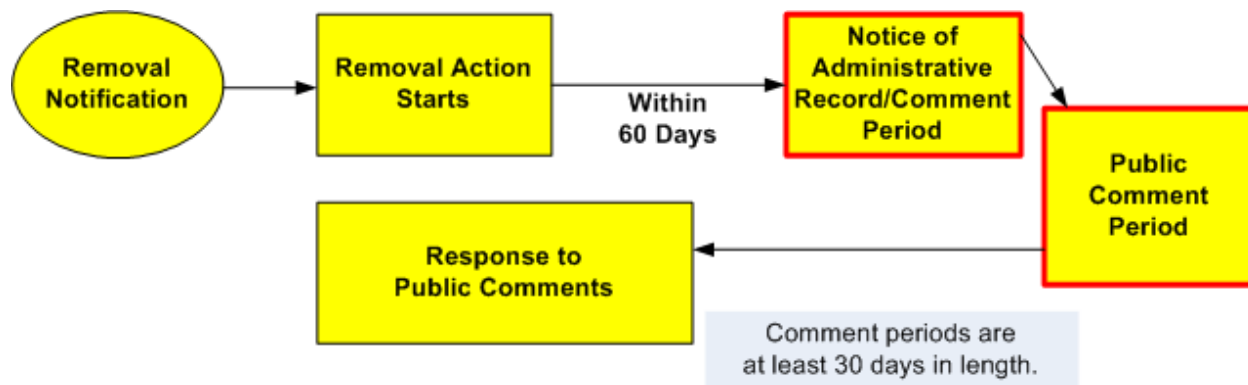 Removal
Notification
Removal Action
Starts
Within
60 Days
Notice of
Administrative
Record/Comment
Period
Public
Comment
Period
Response to
Public Comments
Comment periods are
at least 30 days in length.